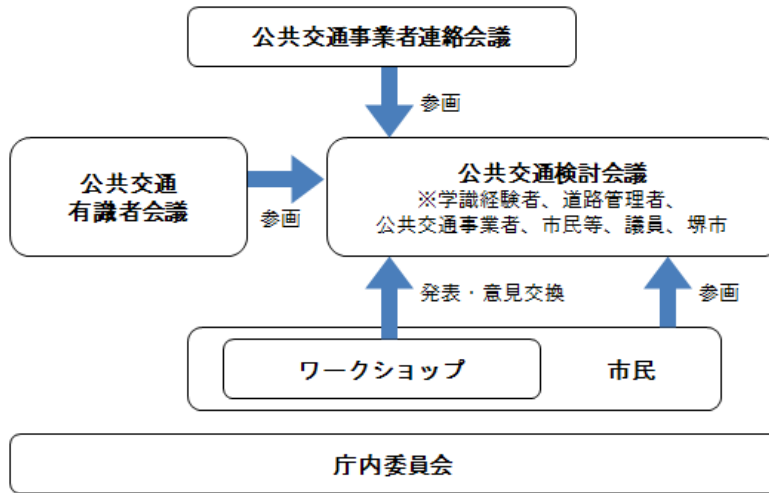 公共交通事業者連絡会議
参画
公共交通
有識者会議
参画
公共交通検討会議
※学識経験者、道路管理者、
公共交通事業者、市民等、議員、堺市
発表・意見交換
参画
ワークショップ
市民
庁内委員会